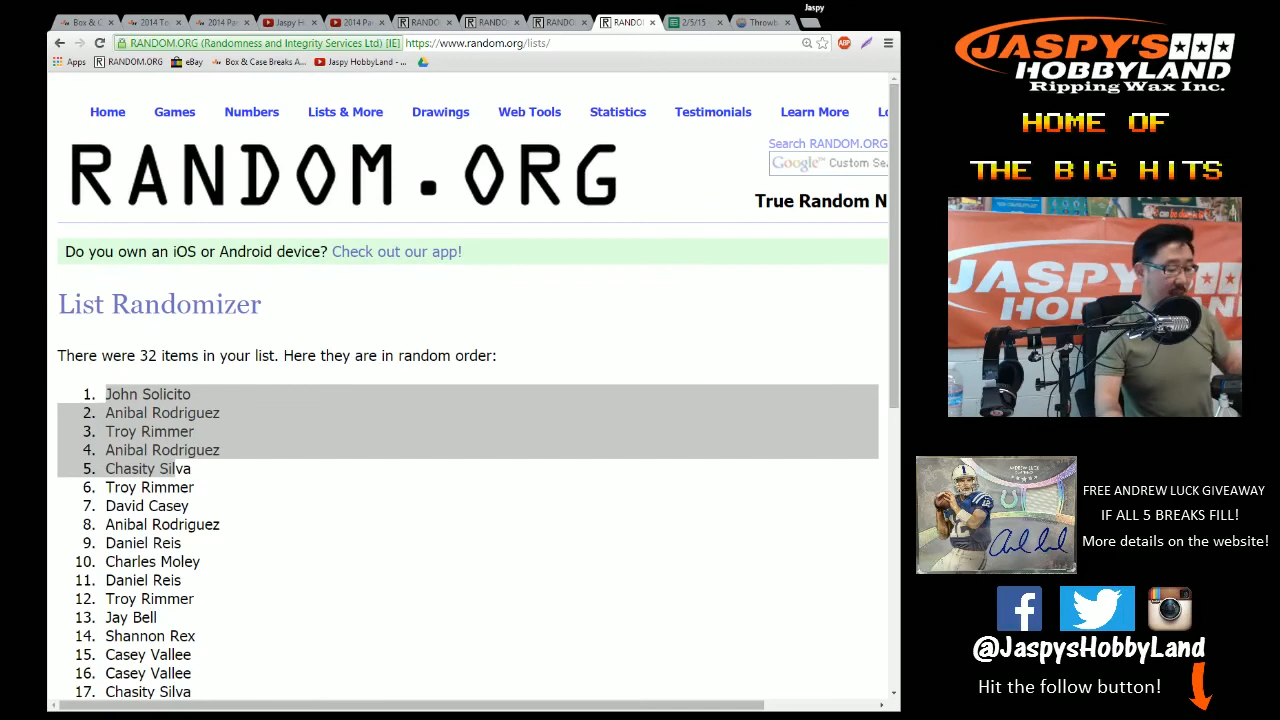 Jaspy
Box & C
2014 To
2014 Pa
Jaspy H
2014 Pa
RANDO
RANDO
RANDO
RANDO
2/5/15
Throwb
RANDOM.ORG (Randomness and Integrity Services Ltd) [IE]
https://www.random.org/lists/
Apps
RANDOM.ORG
eBay
Box & Case Breaks A...
Jaspy HobbyLand - ...
Home
Games
Numbers
Lists & More
Drawings
Web Tools
Statistics
Testimonials
Learn More
Lo
RANDOM.ORG
Search RANDOM.ORG
Google™ Custom Se
True Random N
Do you own an iOS or Android device? Check out our app!
List Randomizer
There were 32 items in your list. Here they are in random order:
1. John Solicito
2. Anibal Rodriguez
3. Troy Rimmer
4. Anibal Rodriguez
5. Chasity Silva
6. Troy Rimmer
7. David Casey
8. Anibal Rodriguez
9. Daniel Reis
10. Charles Moley
11. Daniel Reis
12. Troy Rimmer
13. Jay Bell
14. Shannon Rex
15. Casey Vallee
16. Casey Vallee
17. Chasity Silva
JASPY'S
HOBBYLAND
Ripping Wax Inc.
HOME OF
THE BIG HITS
JASPY'S
HOBBYLAND
ANDREW LUCK
12
FREE ANDREW LUCK GIVEAWAY
IF ALL 5 BREAKS FILL!
More details on the website!
@JaspysHobbyLand
Hit the follow button!